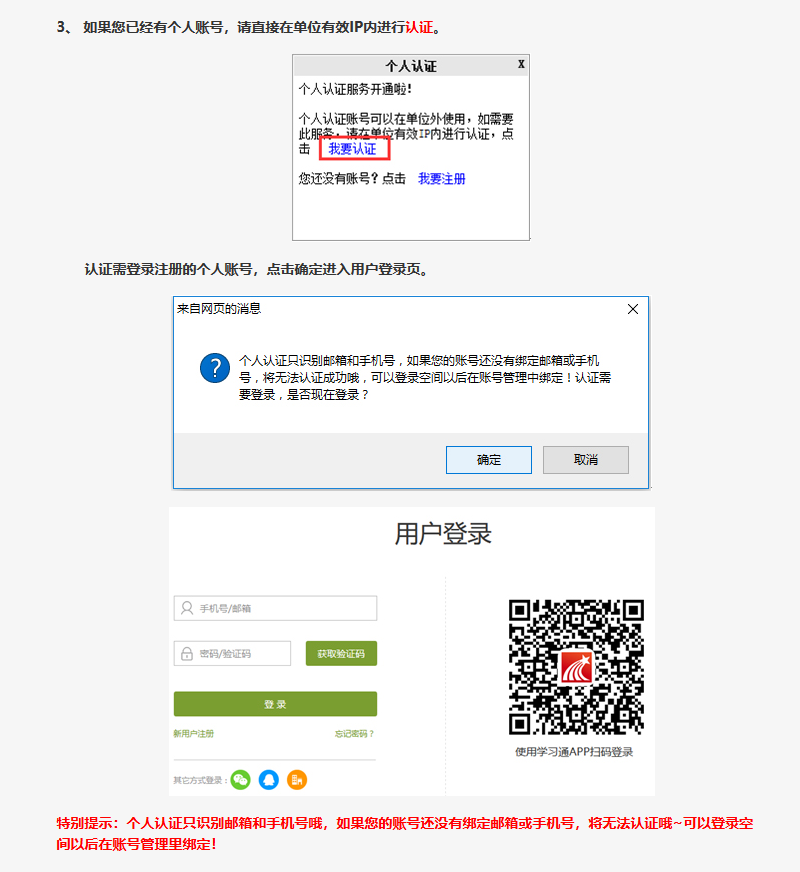 3、 如果您已经有个人账号，请直接在单位有效IP内进行认证。
个人认证 X
个人认证服务开通啦！
个人认证账号可以在单位外使用，如需要
此服务，请在单位有效IP内进行认证，点
击 我要认证
您还没有账号？点击 我要注册
认证需登录注册的个人账号，点击确定进入用户登录页。
来自网页的消息
个人认证只识别邮箱和手机号，如果您的账号还没有绑定邮箱或手机
号，将无法认证成功哦，可以登录空间以后在账号管理中绑定！认证需
要登录，是否现在登录？
确定 取消
用户登录
手机号/邮箱
密码/验证码 获取验证码
登 录
新用户注册 忘记密码？
其它方式登录：
使用学习通APP扫码登录
特别提示：个人认证只识别邮箱和手机号哦，如果您的账号还没有绑定邮箱或手机号，将无法认证哦~可以登录空
间以后在账号管理里绑定！